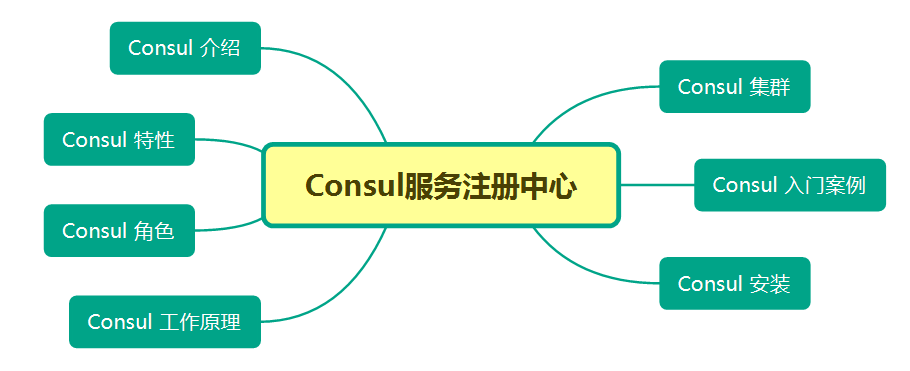 Consul 介绍
Consul 特性
Consul 角色
Consul 工作原理
Consul服务注册中心
Consul 集群
Consul 入门案例
Consul 安装